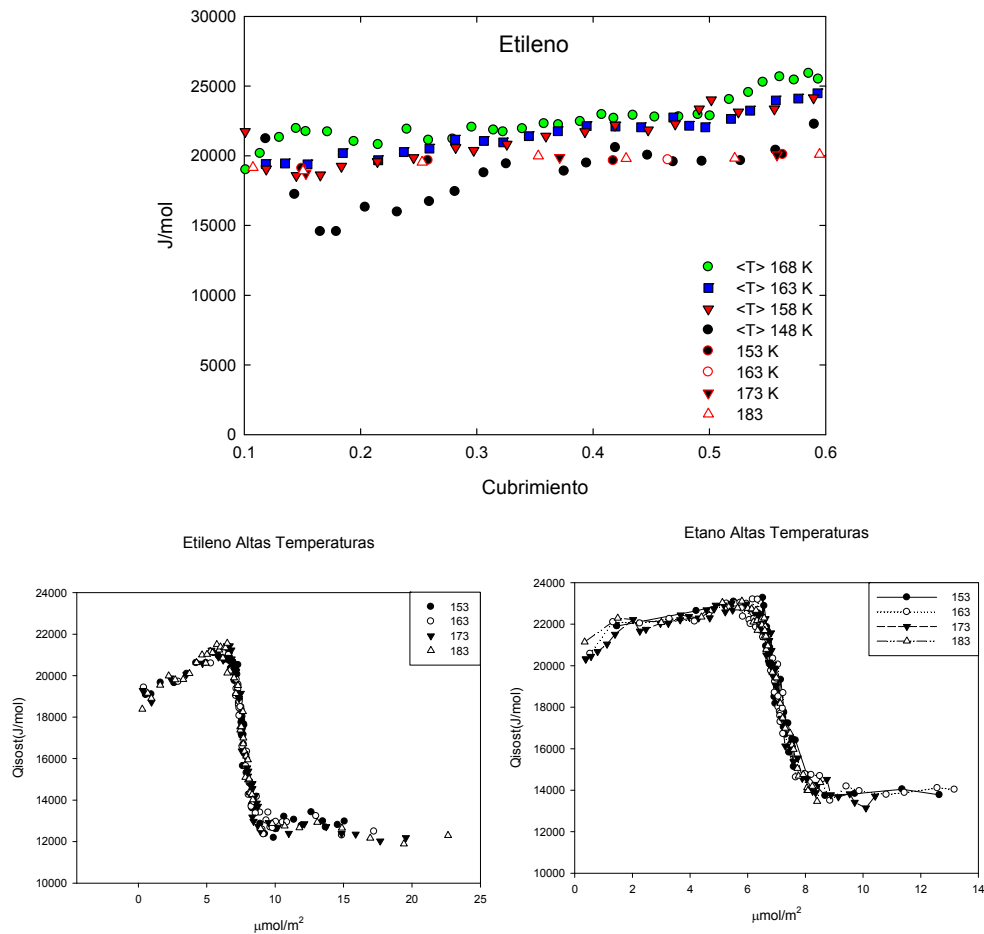 Etileno
30000
25000
20000
15000
10000
5000
0
J/mol
<T> 168 K
<T> 163 K
<T> 158 K
<T> 148 K
153 K
163 K
173 K
183
0.1 0.2 0.3 0.4 0.5 0.6
Cubrimiento
Etileno Altas Temperaturas
24000
22000
20000
18000
16000
14000
12000
10000
Qisost(J/mol)
153
163
173
183
0 5 10 15 20 25
μmol/m²
Etano Altas Temperaturas
24000
22000
20000
18000
16000
14000
12000
10000
Qisost(J/mol)
153
163
173
183
0 2 4 6 8 10 12 14
μmol/m²